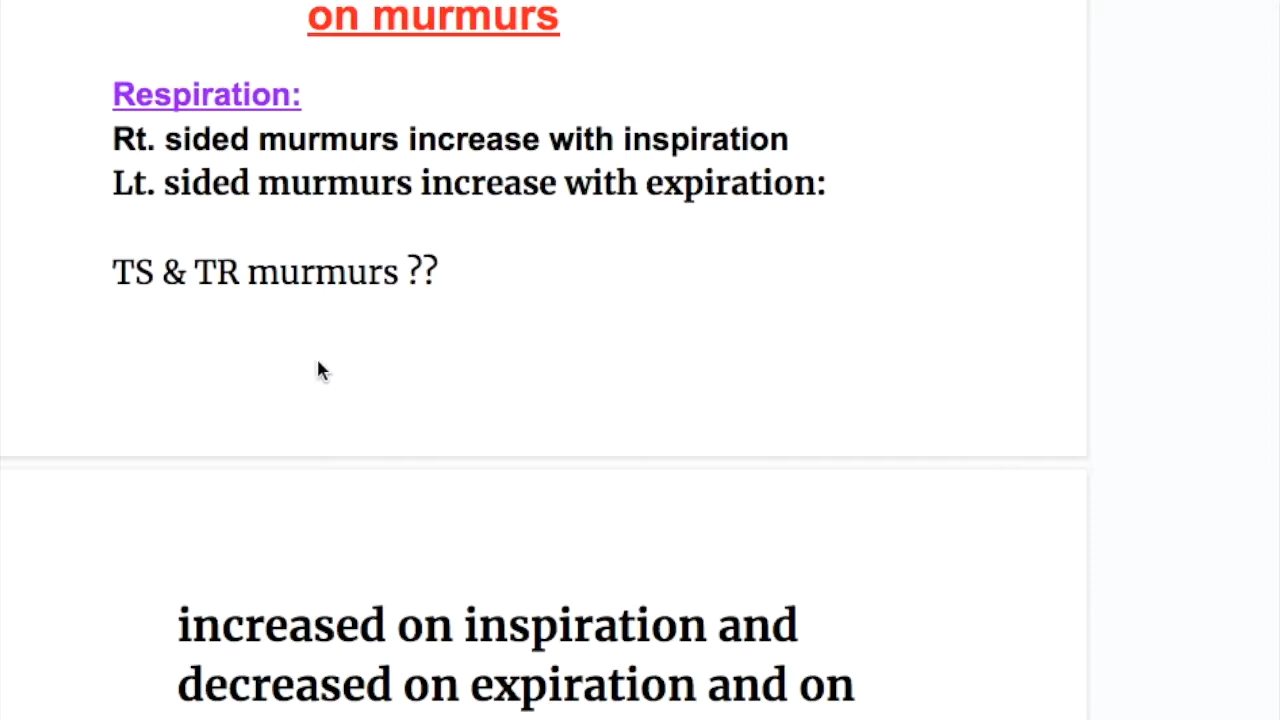 on murmurs
Respiration:
Rt. sided murmurs increase with inspiration
Lt. sided murmurs increase with expiration:
TS & TR murmurs ??
increased on inspiration and
decreased on expiration and on